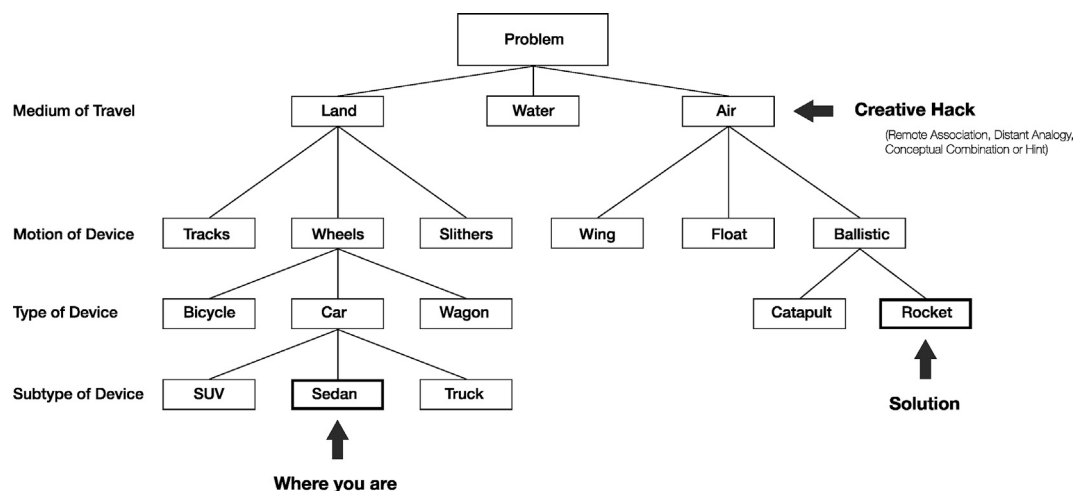 Problem
Medium of Travel
Land
Water
Air
Creative Hack
(Remote Association, Distant Analogy,
Conceptual Combination or Hint)
Motion of Device
Tracks
Wheels
Slithers
Wing
Float
Ballistic
Type of Device
Bicycle
Car
Wagon
Catapult
Rocket
Subtype of Device
SUV
Sedan
Truck
Solution
Where you are